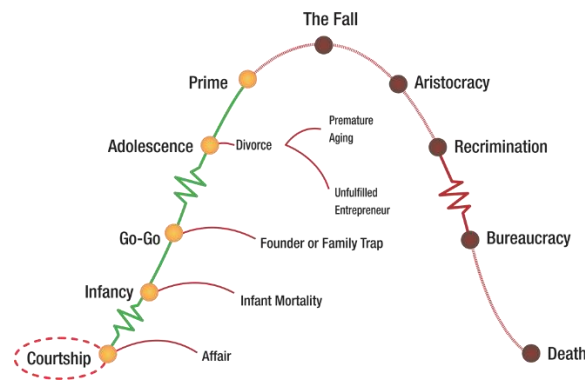 The Fall
Prime
Aristocracy
Premature
Aging
Adolescence
Divorce
Recrimination
Unfulfilled
Entrepreneur
Go-Go
Founder or Family Trap
Bureaucracy
Infancy
Infant Mortality
Courtship
Affair
Death